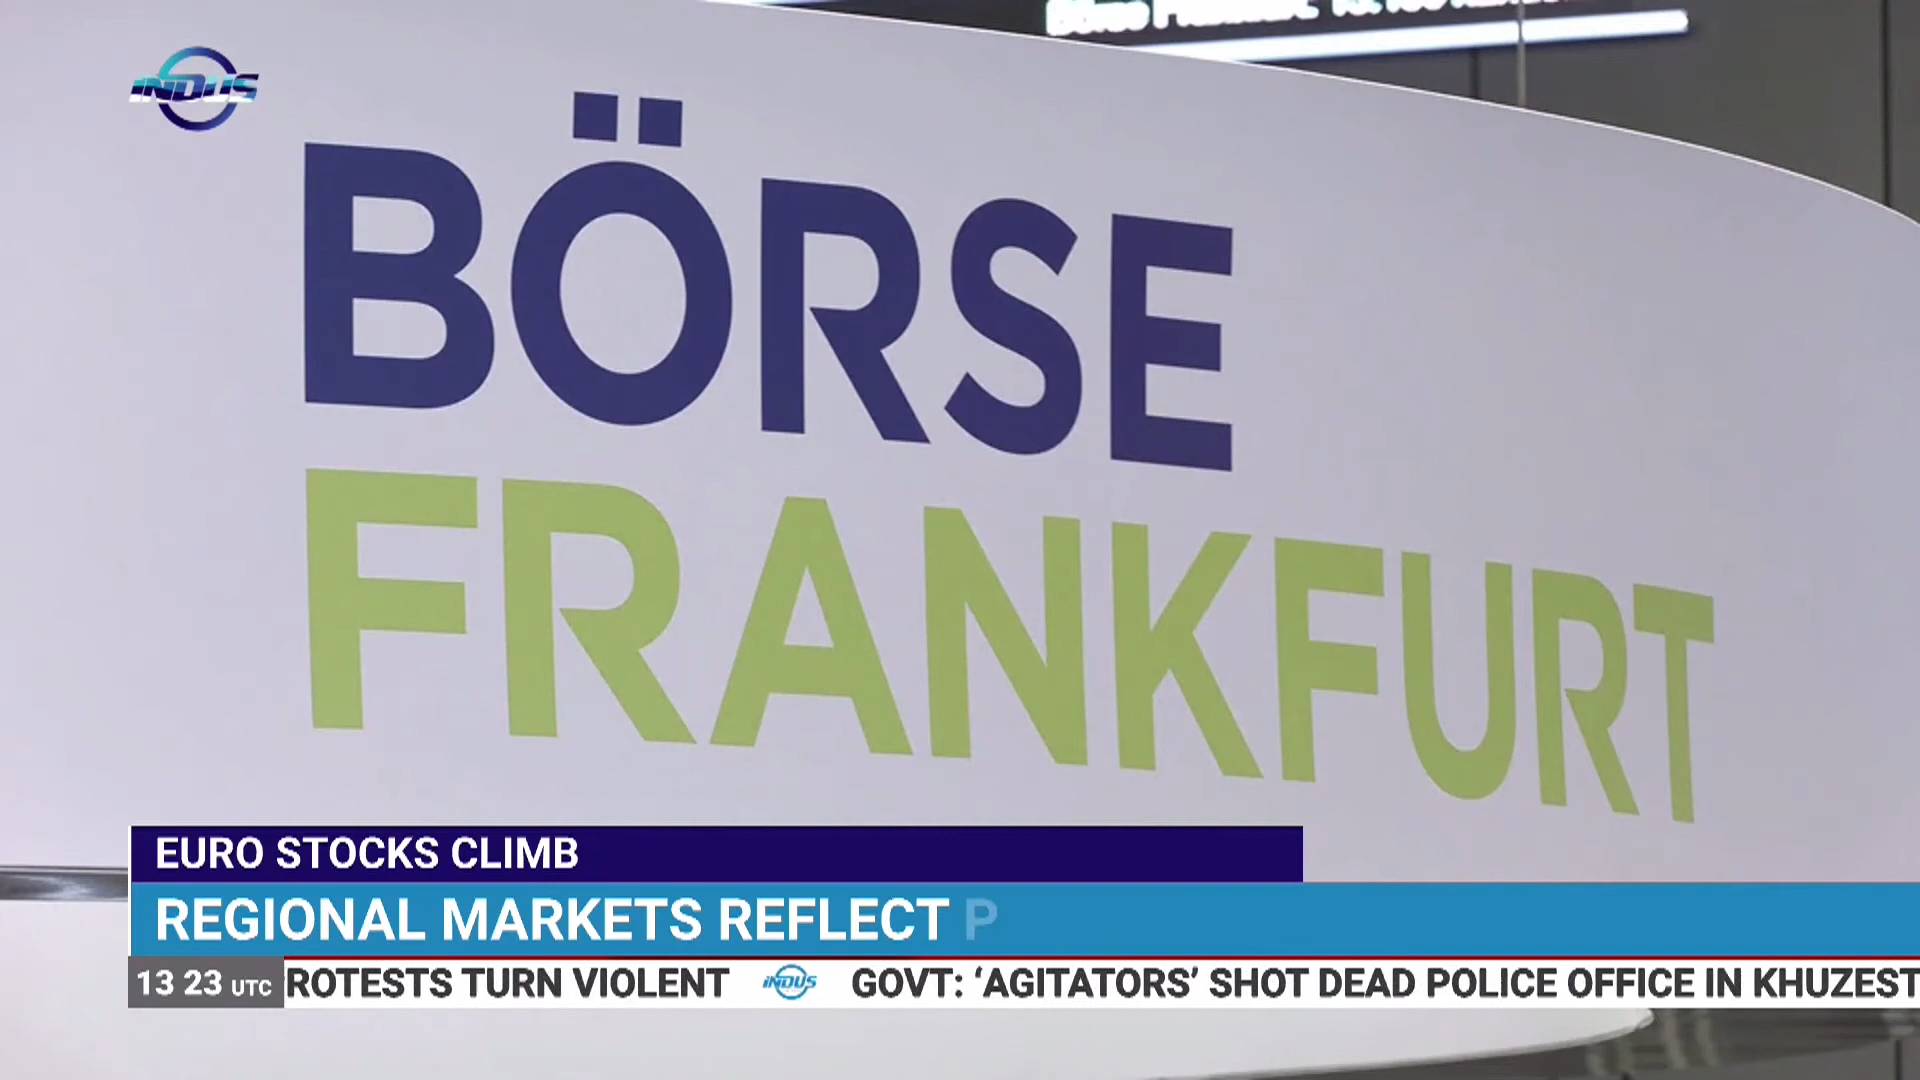 INDUS
BÖRSE
FRANKFURT
EURO STOCKS CLIMB
REGIONAL MARKETS REFLECT P
13 23 UTC
ROTESTS TURN VIOLENT INDUS GOVT: ‘AGITATORS’ SHOT DEAD POLICE OFFICE IN KHUZEST